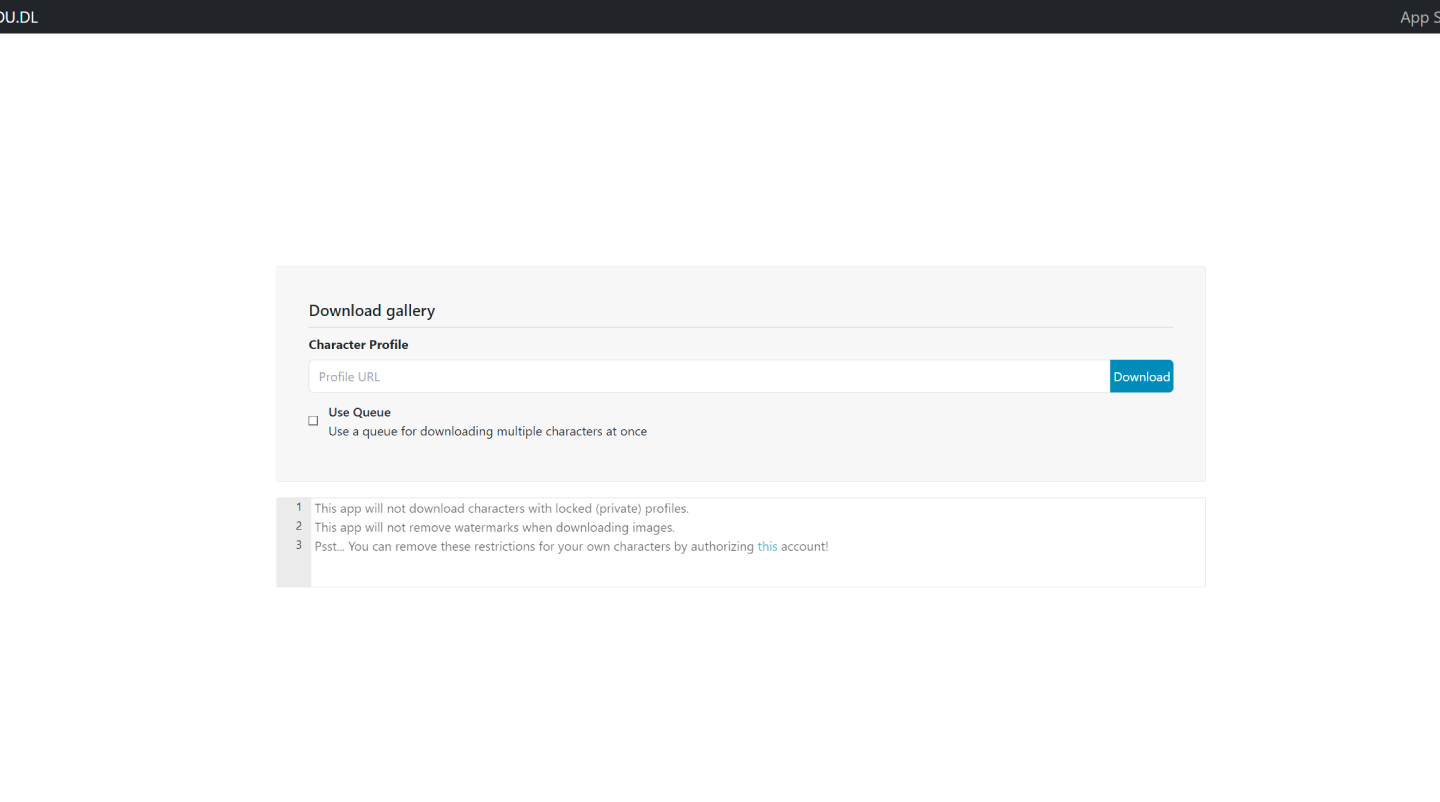 OU.DL
App S
Download gallery
Character Profile
Profile URL
Download
Use Queue
Use a queue for downloading multiple characters at once
1 This app will not download characters with locked (private) profiles.
2 This app will not remove watermarks when downloading images.
3 Psst... You can remove these restrictions for your own characters by authorizing this account!